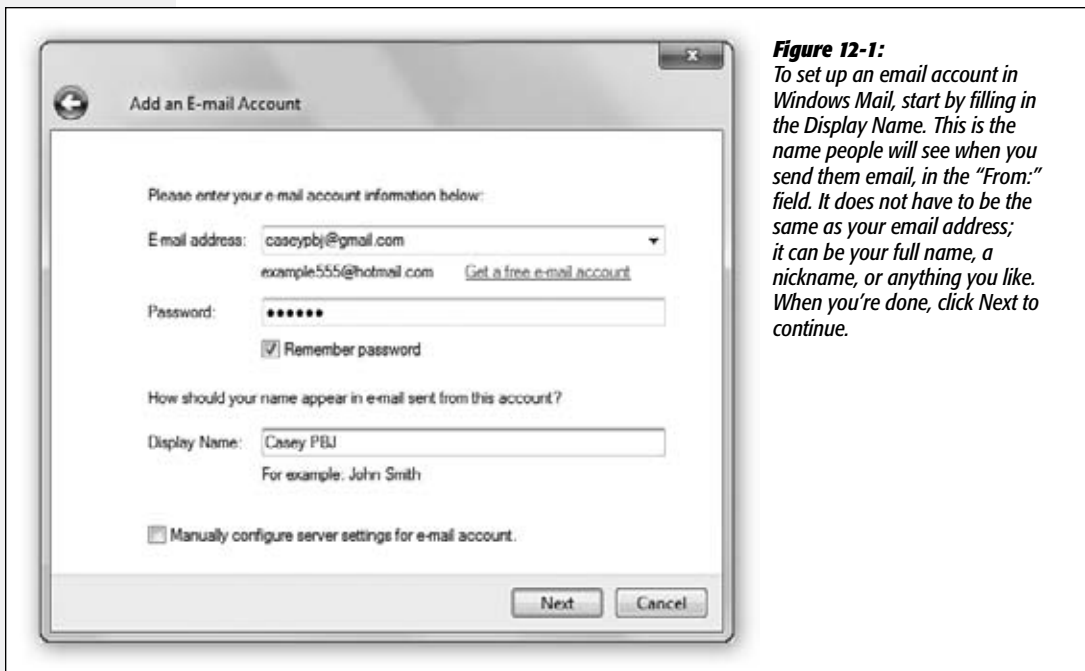 Add an E-mail Account
Please enter your e-mail account information below:
E-mail address: caseypbj@gmail.com
example555@hotmail.com Get a free e-mail account
Password: ••••••
Remember password
How should your name appear in e-mail sent from this account?
Display Name: Casey PBJ
For example: John Smith
Manually configure server settings for e-mail account.
Next Cancel
Figure 12-1:
To set up an email account in
Windows Mail, start by filling in
the Display Name. This is the
name people will see when you
send them email, in the “From:”
field. It does not have to be the
same as your email address;
it can be your full name, a
nickname, or anything you like.
When you’re done, click Next to
continue.